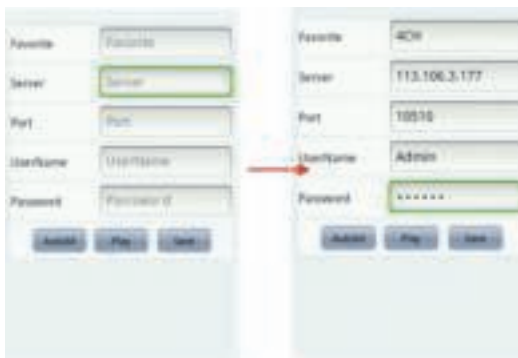 Favorite Favorite
Server Server
Port Port
UserName UserName
Password Password
Play Save
Favorite 4CH
Server 113.106.3.177
Port 10510
UserName Admin
Password ••••••
Play Save